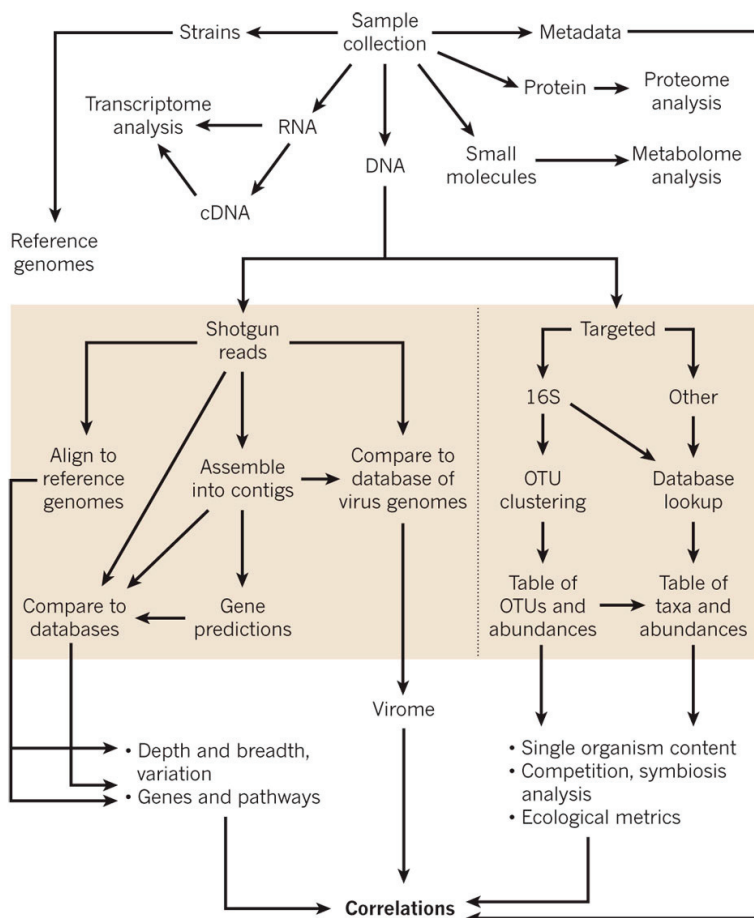 Sample
collection
Strains
Metadata
Protein
Proteome
analysis
Transcriptome
analysis
RNA
DNA
Small
molecules
Metabolome
analysis
cDNA
Reference
genomes
Shotgun
reads
Targeted
16S
Other
Align to
reference
genomes
Assemble
into contigs
Compare to
database of
virus genomes
OTU
clustering
Database
lookup
Compare to
databases
Gene
predictions
Table of
OTUs and
abundances
Table of
taxa and
abundances
Virome
• Depth and breadth,
variation
• Genes and pathways
• Single organism content
• Competition, symbiosis
analysis
• Ecological metrics
Correlations